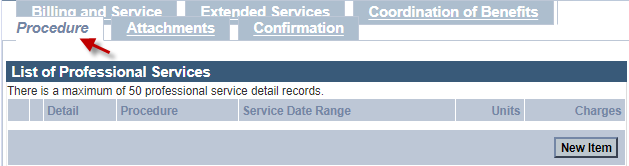 Billing and Service Extended Services Coordination of Benefits
Procedure Attachments Confirmation
List of Professional Services
There is a maximum of 50 professional service detail records.
Detail Procedure Service Date Range Units Charges
New Item